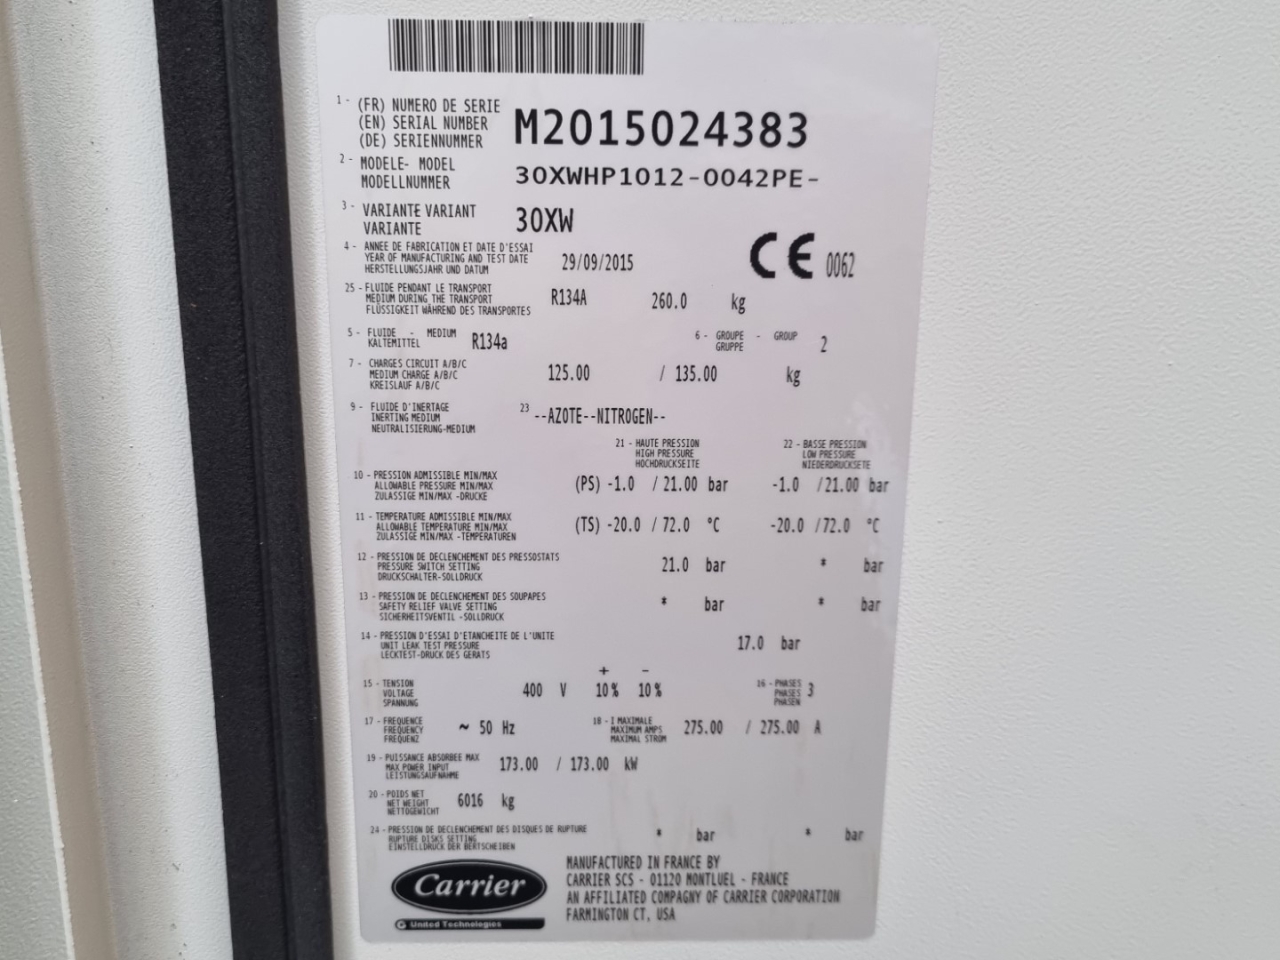 1 - (FR) NUMERO DE SERIE
(EN) SERIAL NUMBER
(DE) SERIENNUMMER
M2015024383
2 - MODELE- MODEL
MODELLNUMMER
30XWHP1012-0042PE-
3 - VARIANTE VARIANT
VARIANTE
30XW
4 - ANNEE DE FABRICATION ET DATE D'ESSAI
YEAR OF MANUFACTURING AND TEST DATE
HERSTELLUNGSJAHR UND DATUM
29/09/2015
CE 0062
25 - FLUIDE PENDANT LE TRANSPORT
MEDIUM DURING THE TRANSPORT
FLÜSSIGKEIT WÄHREND DES TRANSPORTES
R134A 260.0 kg
5 - FLUIDE - MEDIUM
KALTEMITTEL
R134a
6 - GROUPE - GROUP
GRUPPE
2
7 - CHARGES CIRCUIT A/B/C
MEDIUM CHARGE A/B/C
KREISLAUF A/B/C
125.00 / 135.00 kg
9 - FLUIDE D'INERTAGE
INERTING MEDIUM
NEUTRALISIERUNG-MEDIUM
23 --AZOTE--NITROGEN--
21 - HAUTE PRESSION
HIGH PRESSURE
HOCHDRUCKSEITE
22 - BASSE PRESSION
LOW PRESSURE
NIEDERDRUCKSEITE
10 - PRESSION ADMISSIBLE MIN/MAX
ALLOWABLE PRESSURE MIN/MAX
ZULASSIGE MIN/MAX -DRUCKE
(PS) -1.0 / 21.00 bar -1.0 /21.00 bar
11 - TEMPERATURE ADMISSIBLE MIN/MAX
ALLOWABLE TEMPERATURE MIN/MAX
ZULASSIGE MIN/MAX -TEMPERATUREN
(TS) -20.0 / 72.0 °C -20.0 /72.0 °C
12 - PRESSION DE DECLENCHEMENT DES PRESSOSTATS
PRESSURE SWITCH SETTING
DRUCKSCHALTER-SOLLDRUCK
21.0 bar * bar
13 - PRESSION DE DECLENCHEMENT DES SOUPAPES
SAFETY RELIEF VALVE SETTING
SICHERHEITSVENTIL -SOLLDRUCK
* bar * bar
14 - PRESSION D'ESSAI D'ETANCHEITE DE L'UNITE
UNIT LEAK TEST PRESSURE
LECKTEST-DRUCK DES GERATS
17.0 bar
15 - TENSION
VOLTAGE
SPANNUNG
+ -
400 V 10% 10%
16 - PHASES
PHASES
PHASEN
3
17 - FREQUENCE
FREQUENCY
FREQUENZ
~ 50 Hz
18 - I MAXIMALE
MAXIMUM AMPS
MAXIMAL STROM
275.00 / 275.00 A
19 - PUISSANCE ABSORBEE MAX
MAX POWER INPUT
LEISTUNGSAUFNAHME
173.00 / 173.00 kW
20 - POIDS NET
NET WEIGHT
NETTOGEWICHT
6016 kg
24 - PRESSION DE DECLENCHEMENT DES DISQUES DE RUPTURE
RUPTURE DISKS SETTING
EINSTELLDRUCK DER BERTSCHEIBEN
* bar * bar
Carrier
United Technologies
MANUFACTURED IN FRANCE BY
CARRIER SCS - 01120 MONTLUEL - FRANCE
AN AFFILIATED COMPAGNY OF CARRIER CORPORATION
FARMINGTON CT, USA